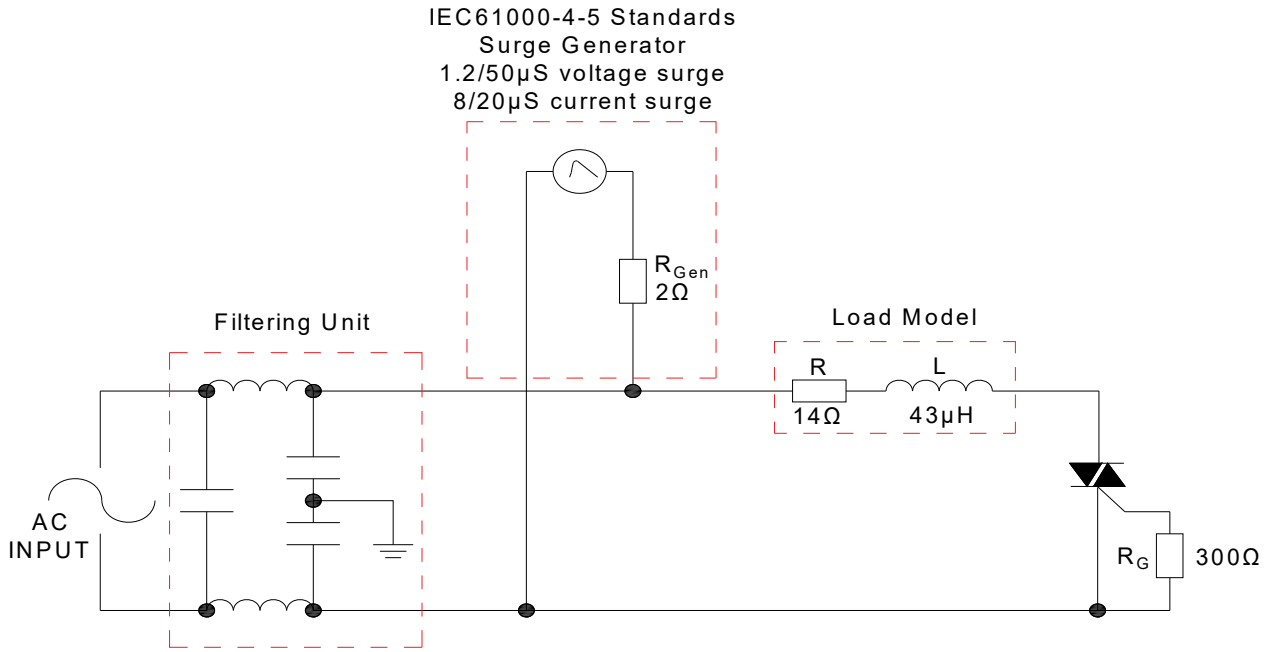 IEC61000-4-5 Standards
Surge Generator
1.2/50µS voltage surge
8/20µS current surge
R_Gen
2Ω
Filtering Unit
Load Model
R
L
14Ω
43µH
AC
INPUT
R_G
300Ω